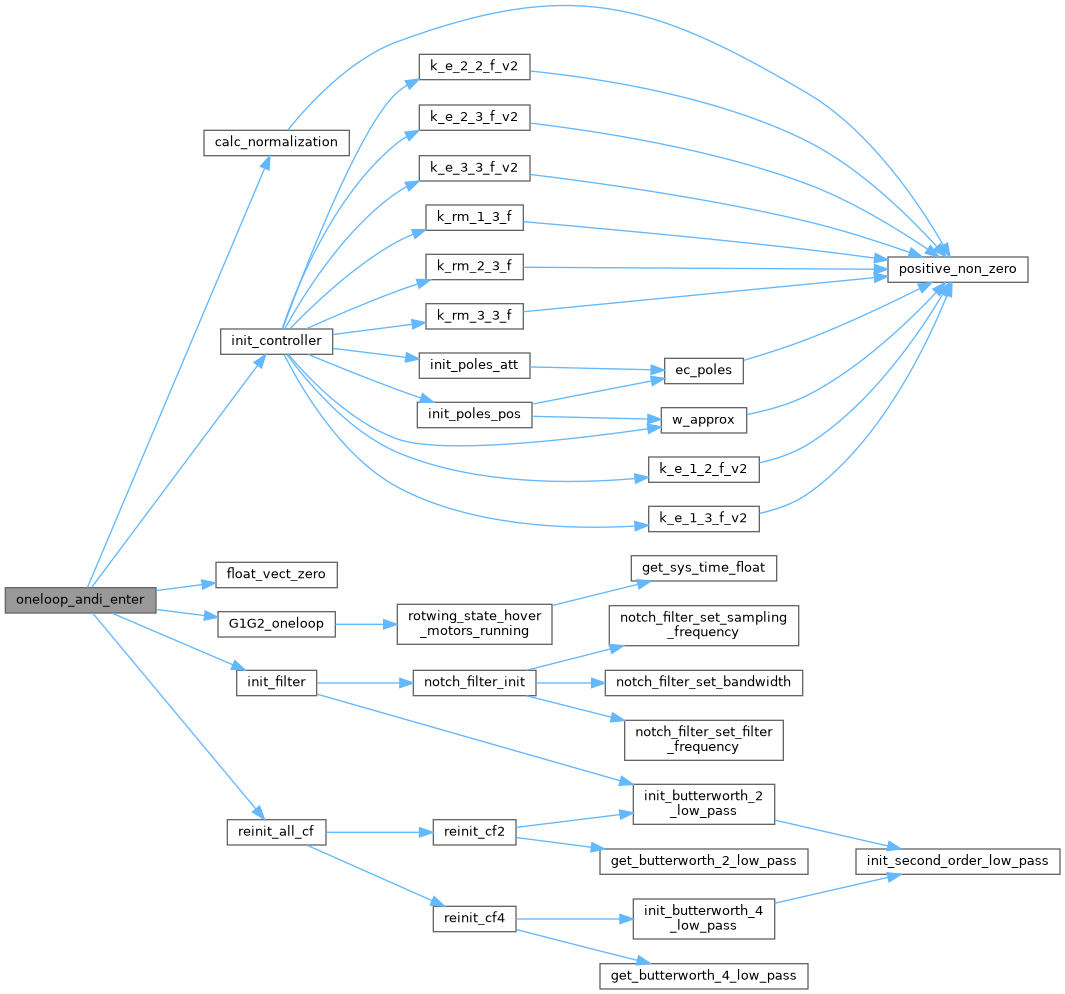 k_e_2_2_f_v2
k_e_2_3_f_v2
calc_normalization
k_e_3_3_f_v2
k_rm_1_3_f
k_rm_2_3_f
positive_non_zero
k_rm_3_3_f
init_controller
init_poles_att
ec_poles
init_poles_pos
w_approx
k_e_1_2_f_v2
k_e_1_3_f_v2
get_sys_time_float
float_vect_zero
oneloop_andi_enter
G1G2_oneloop
rotwing_state_hover
_motors_running
notch_filter_set_sampling
_frequency
init_filter
notch_filter_init
notch_filter_set_bandwidth
notch_filter_set_filter
_frequency
init_butterworth_2
_low_pass
reinit_all_cf
reinit_cf2
get_butterworth_2_low_pass
init_second_order_low_pass
reinit_cf4
init_butterworth_4
_low_pass
get_butterworth_4_low_pass